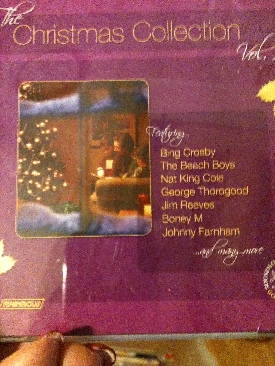 The
Christmas Collection
Vol.
Featuring
Bing Crosby
The Beach Boys
Nat King Cole
George Thorogood
Jim Reeves
Boney M
Johnny Farnham
...and many more